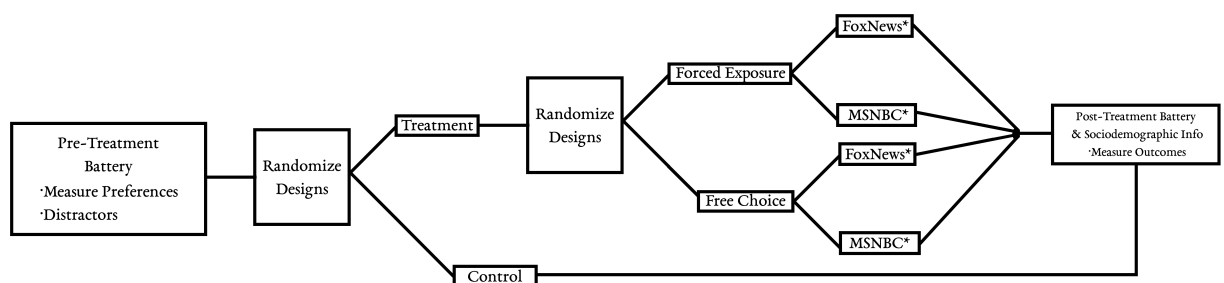 Pre-Treatment
Battery
·Measure Preferences
·Distractors
Randomize
Designs
Treatment
Control
Randomize
Designs
Forced Exposure
Free Choice
FoxNews*
MSNBC*
FoxNews*
MSNBC*
Post-Treatment Battery
& Sociodemographic Info
·Measure Outcomes